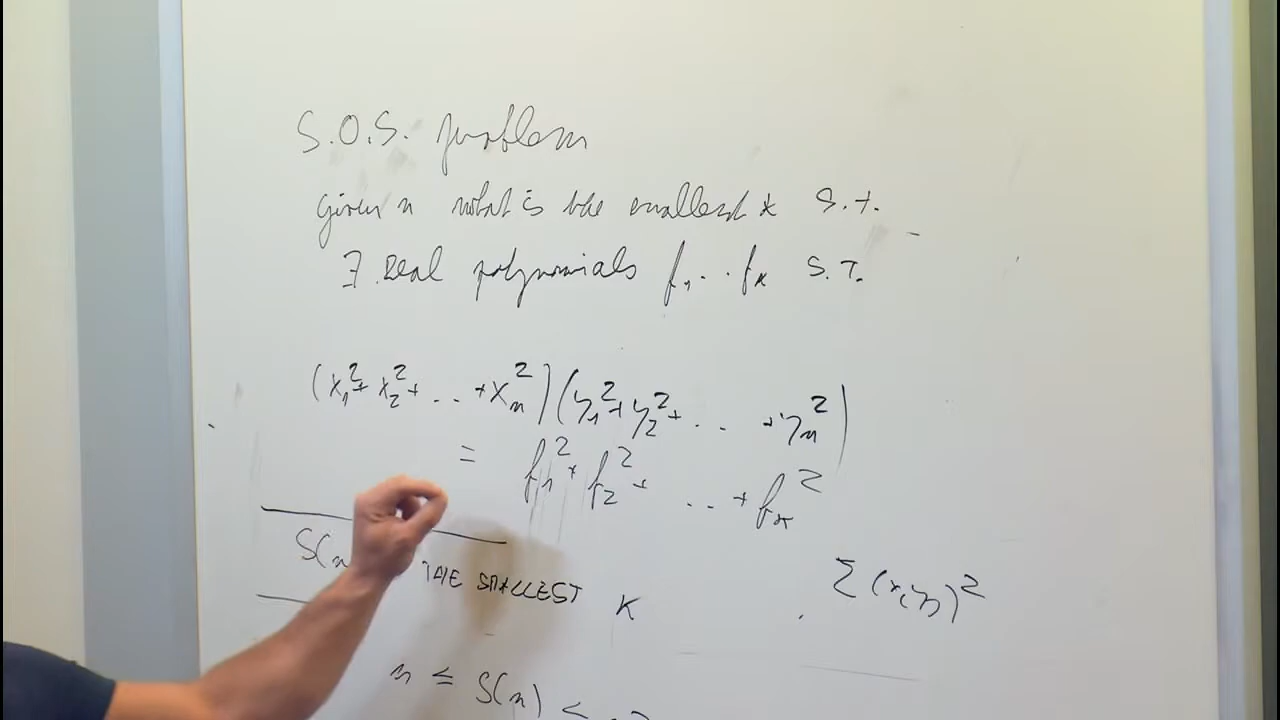 S.O.S. problem
given n what is the smallest k s.t.
∃ real polynomials f₁ . . fₖ S.T.
(x₁² + x₂² + . . + xₙ²)(y₁² + y₂² + . . + yₙ²)
= f₁² + f₂² + . . + fₖ²
S(n THE SMALLEST K
Σ (xᵢyⱼ)²
n ≤ S(n) ≤